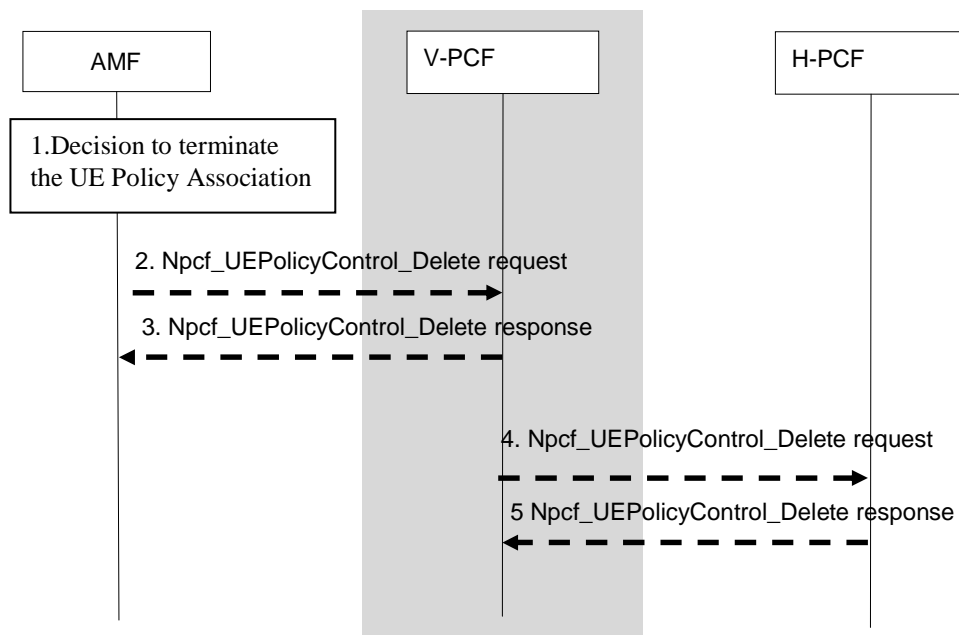 AMF
V-PCF
H-PCF
1.Decision to terminate
the UE Policy Association
2. Npcf_UEPolicyControl_Delete request
3. Npcf_UEPolicyControl_Delete response
4. Npcf_UEPolicyControl_Delete request
5 Npcf_UEPolicyControl_Delete response